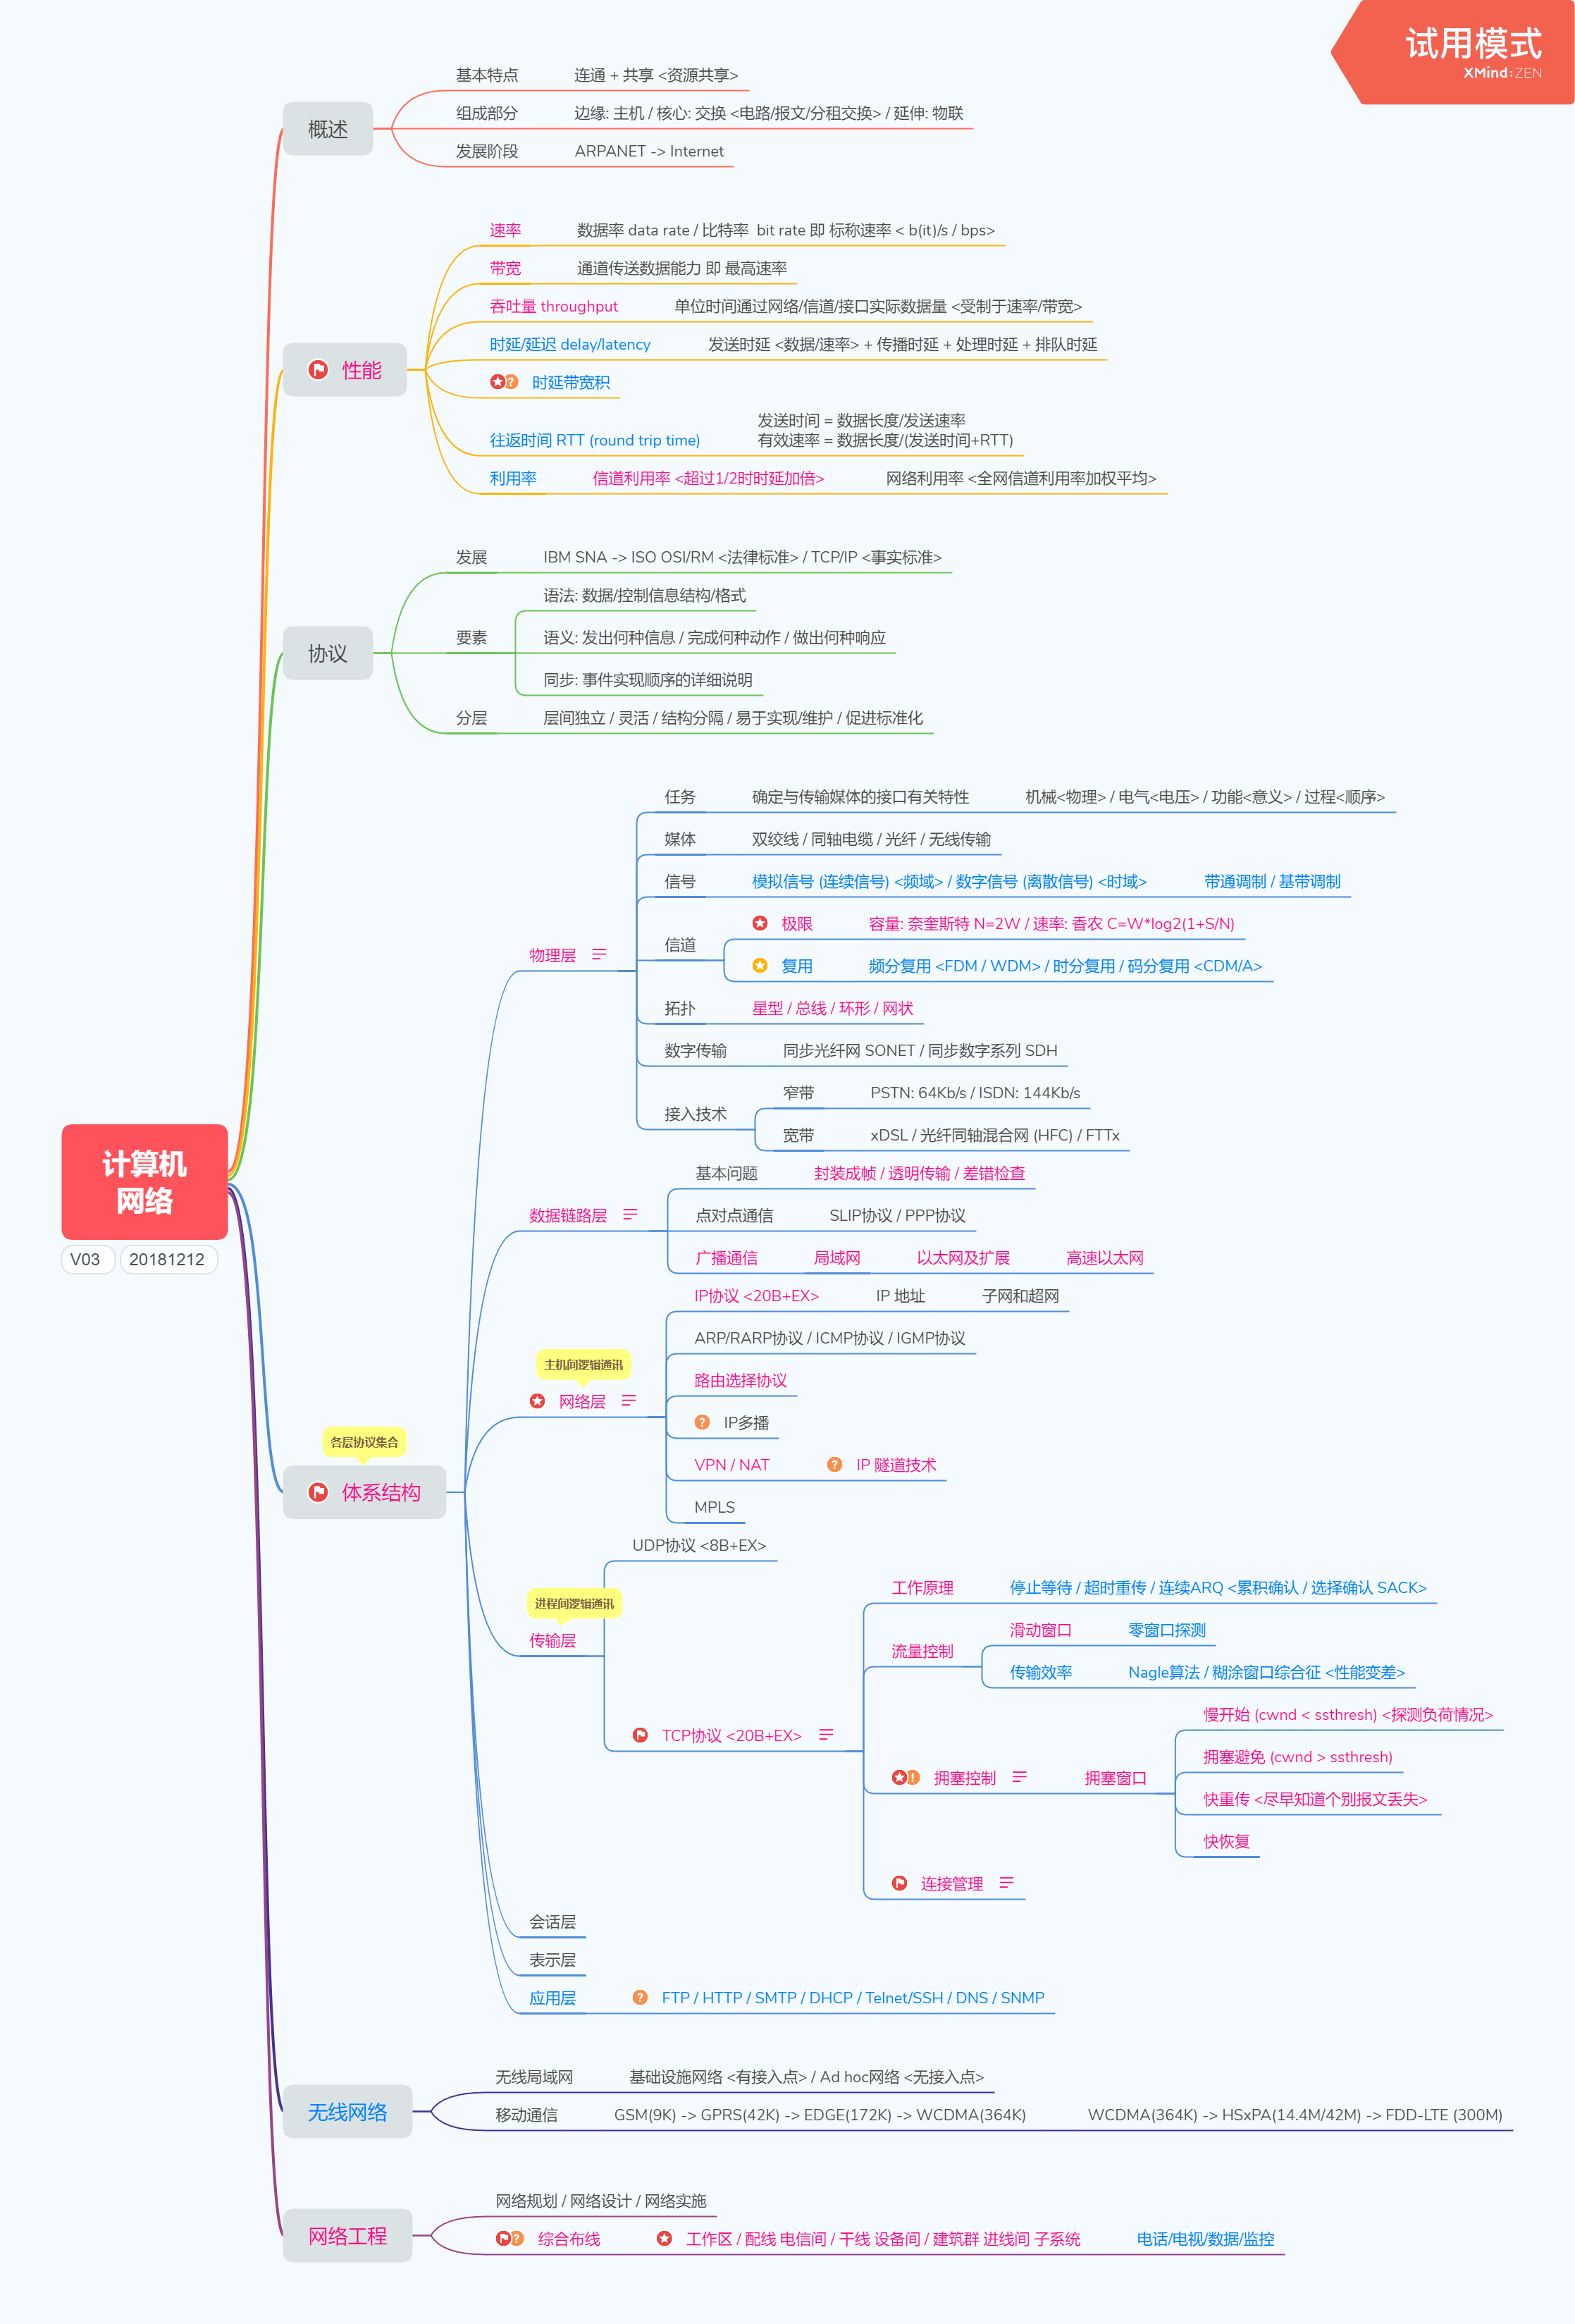 试用模式
XMind:ZEN
概述
基本特点 连通 + 共享 <资源共享>
组成部分 边缘: 主机 / 核心: 交换 <电路/报文/分租交换> / 延伸: 物联
发展阶段 ARPANET -> Internet
性能
速率 数据率 data rate / 比特率 bit rate 即 标称速率 < b(it)/s / bps>
带宽 通道传送数据能力 即 最高速率
吞吐量 throughput 单位时间通过网络/信道/接口实际数据量 <受制于速率/带宽>
时延/延迟 delay/latency 发送时延 <数据/速率> + 传播时延 + 处理时延 + 排队时延
时延带宽积
往返时间 RTT (round trip time)
发送时间 = 数据长度/发送速率
有效速率 = 数据长度/(发送时间+RTT)
利用率 信道利用率 <超过1/2时时延加倍> 网络利用率 <全网信道利用率加权平均>
协议
发展 IBM SNA -> ISO OSI/RM <法律标准> / TCP/IP <事实标准>
要素
语法: 数据/控制信息结构/格式
语义: 发出何种信息 / 完成何种动作 / 做出何种响应
同步: 事件实现顺序的详细说明
分层 层间独立 / 灵活 / 结构分隔 / 易于实现/维护 / 促进标准化
计算机
网络
V03 20181212
各层协议集合
体系结构
物理层
任务 确定与传输媒体的接口有关特性 机械<物理> / 电气<电压> / 功能<意义> / 过程<顺序>
媒体 双绞线 / 同轴电缆 / 光纤 / 无线传输
信号 模拟信号 (连续信号) <频域> / 数字信号 (离散信号) <时域> 带通调制 / 基带调制
信道
极限 容量: 奈奎斯特 N=2W / 速率: 香农 C=W*log2(1+S/N)
复用 频分复用 <FDM / WDM> / 时分复用 / 码分复用 <CDM/A>
拓扑 星型 / 总线 / 环形 / 网状
数字传输 同步光纤网 SONET / 同步数字系列 SDH
接入技术
窄带 PSTN: 64Kb/s / ISDN: 144Kb/s
宽带 xDSL / 光纤同轴混合网 (HFC) / FTTx
数据链路层
基本问题 封装成帧 / 透明传输 / 差错检查
点对点通信 SLIP协议 / PPP协议
广播通信 局域网 以太网及扩展 高速以太网
主机间逻辑通讯
网络层
IP协议 <20B+EX> IP 地址 子网和超网
ARP/RARP协议 / ICMP协议 / IGMP协议
路由选择协议
IP多播
VPN / NAT IP 隧道技术
MPLS
进程间逻辑通讯
传输层
UDP协议 <8B+EX>
TCP协议 <20B+EX>
工作原理 停止等待 / 超时重传 / 连续ARQ <累积确认 / 选择确认 SACK>
流量控制
滑动窗口 零窗口探测
传输效率 Nagle算法 / 糊涂窗口综合征 <性能变差>
拥塞控制 拥塞窗口
慢开始 (cwnd < ssthresh) <探测负荷情况>
拥塞避免 (cwnd > ssthresh)
快重传 <尽早知道个别报文丢失>
快恢复
连接管理
会话层
表示层
应用层 FTP / HTTP / SMTP / DHCP / Telnet/SSH / DNS / SNMP
无线网络
无线局域网 基础设施网络 <有接入点> / Ad hoc网络 <无接入点>
移动通信 GSM(9K) -> GPRS(42K) -> EDGE(172K) -> WCDMA(364K) WCDMA(364K) -> HSxPA(14.4M/42M) -> FDD-LTE (300M)
网络工程
网络规划 / 网络设计 / 网络实施
综合布线 工作区 / 配线 电信间 / 干线 设备间 / 建筑群 进线间 子系统 电话/电视/数据/监控